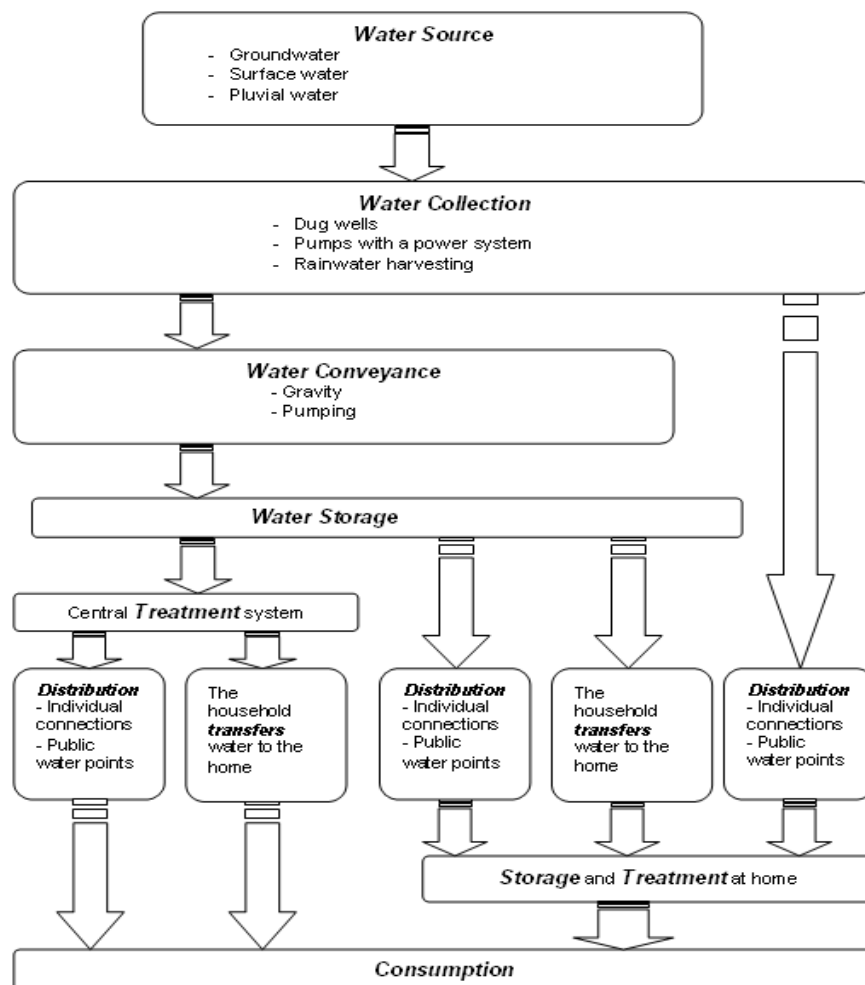 Water Source
- Groundwater
- Surface water
- Pluvial water
Water Collection
- Dug wells
- Pumps with a power system
- Rainwater harvesting
Water Conveyance
- Gravity
- Pumping
Water Storage
Central Treatment system
Distribution
- Individual
connections
- Public
water points
The
household
transfers
water to the
home
Distribution
- Individual
connections
- Public
water points
The
household
transfers
water to the
home
Distribution
- Individual
connections
- Public
water points
Storage and Treatment at home
Consumption